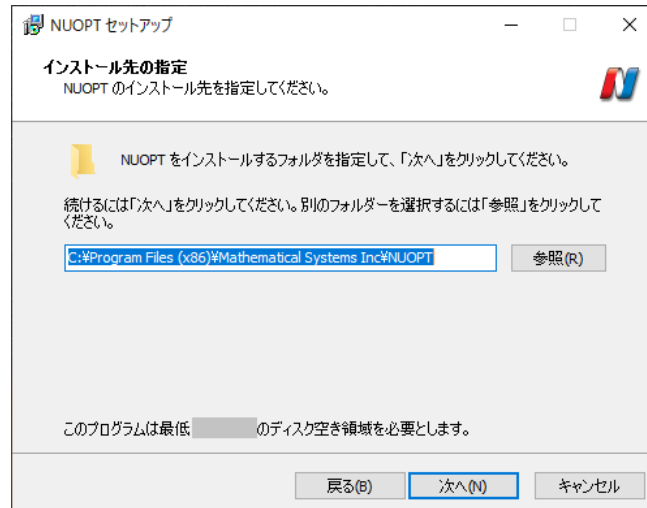 NUOPT セットアップ
インストール先の指定
NUOPT のインストール先を指定してください。
NUOPT をインストールするフォルダを指定して、「次へ」をクリックしてください。
続けるには「次へ」をクリックしてください。別のフォルダーを選択するには「参照」をクリックして
ください。
C:¥Program Files (x86)¥Mathematical Systems Inc¥NUOPT
参照(R)
このプログラムは最低 のディスク空き領域を必要とします。
戻る(B)
次へ(N)
キャンセル